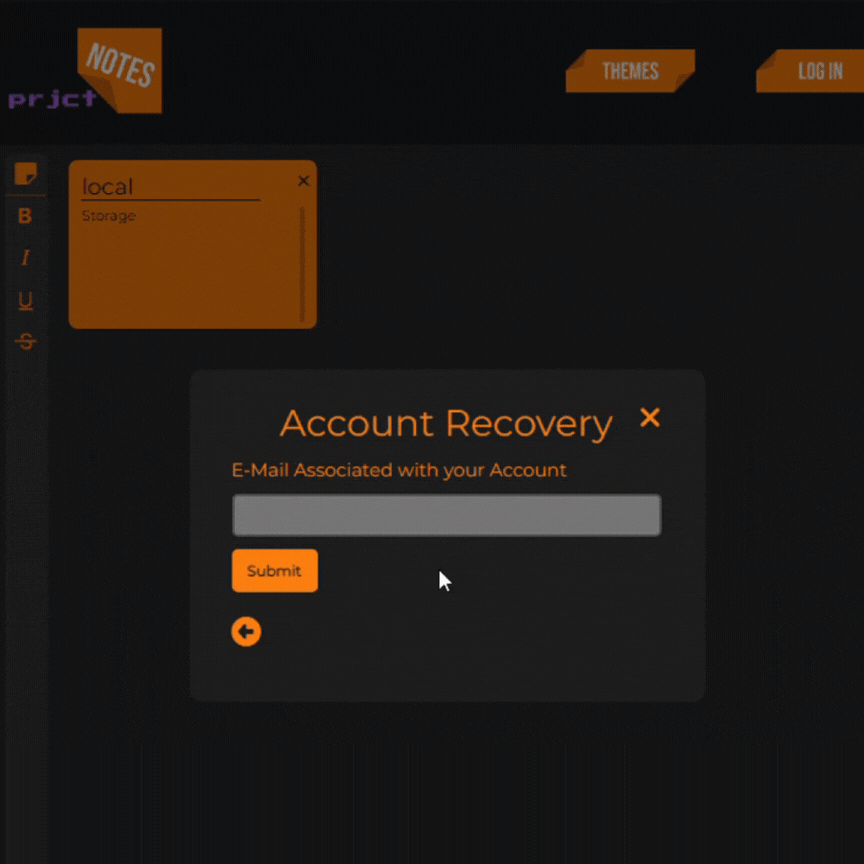 NOTES
prjct
THEMES
LOG IN
local
Storage
B
I
U
S
Account Recovery
E-Mail Associated with your Account
Submit